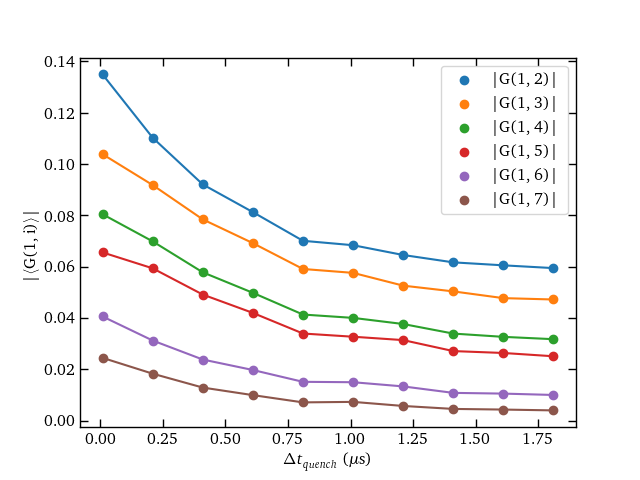 0.14
0.12
0.10
0.08
0.06
0.04
0.02
0.00
|⟨G(1, i)⟩|
|G(1, 2)|
|G(1, 3)|
|G(1, 4)|
|G(1, 5)|
|G(1, 6)|
|G(1, 7)|
0.00 0.25 0.50 0.75 1.00 1.25 1.50 1.75
Δt_quench (μs)